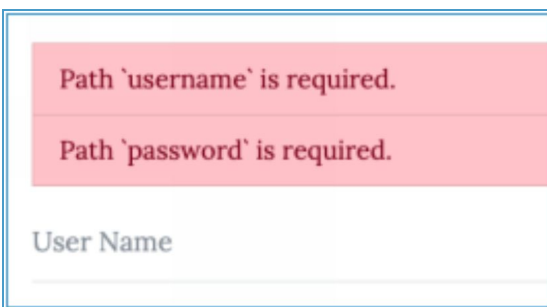 Path `username` is required.
Path `password` is required.
User Name